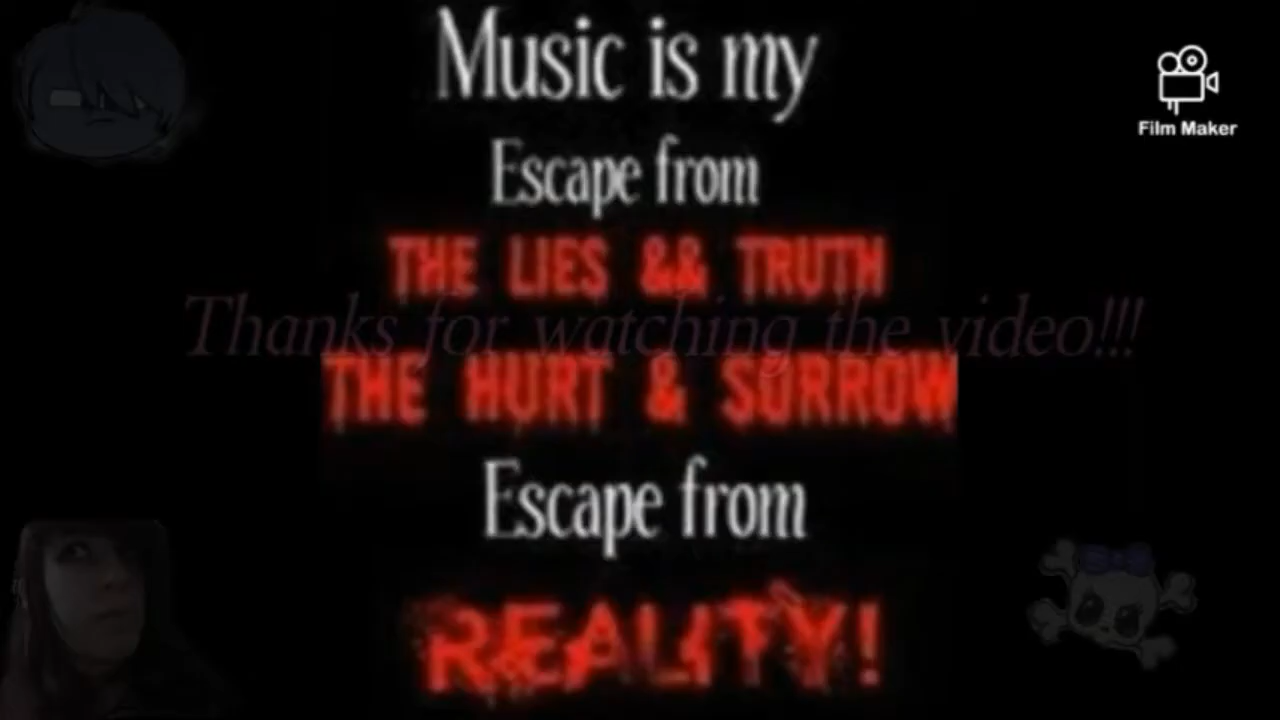 Music is my
Film Maker
Escape from
THE LIES && TRUTH
Thanks for watching the video!!!
THE HURT & SORROW
Escape from
REALITY!